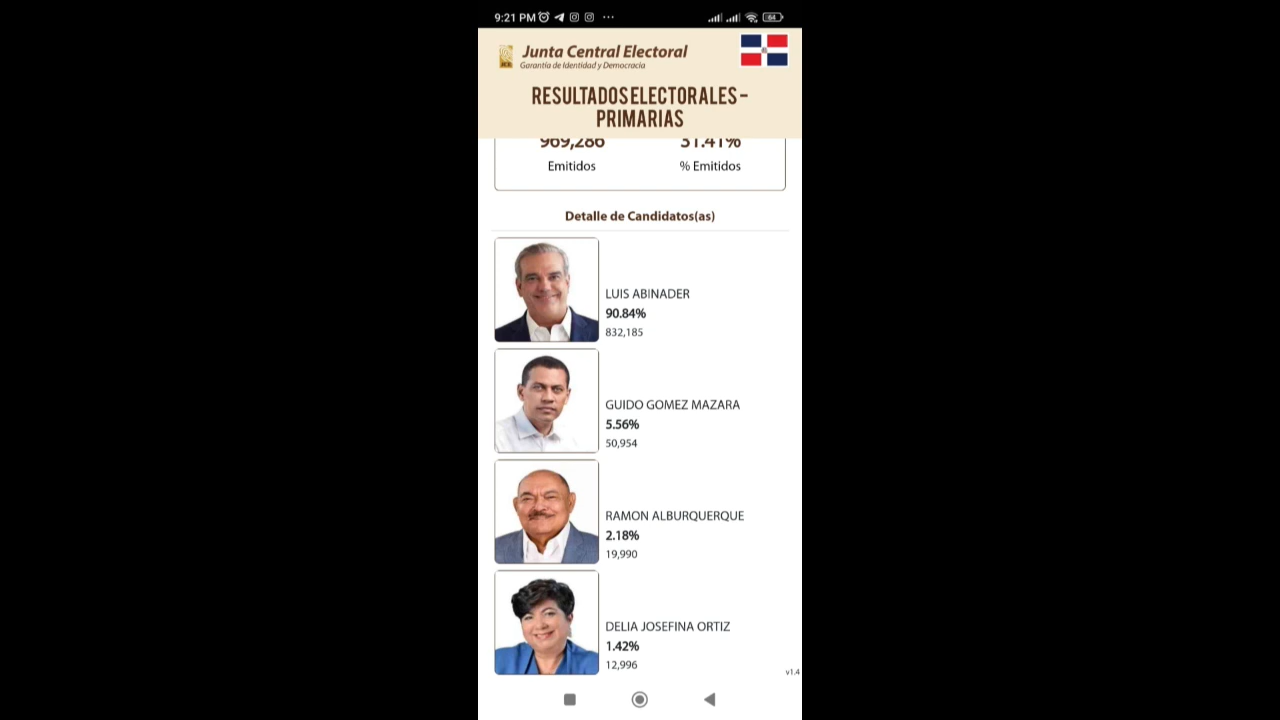 9:21 PM
64
Junta Central Electoral
Garantía de Identidad y Democracia
RESULTADOS ELECTORALES -
PRIMARIAS
969,286 31.41%
Emitidos % Emitidos
Detalle de Candidatos(as)
LUIS ABINADER
90.84%
832,185
GUIDO GOMEZ MAZARA
5.56%
50,954
RAMON ALBURQUERQUE
2.18%
19,990
DELIA JOSEFINA ORTIZ
1.42%
12,996
v1.4